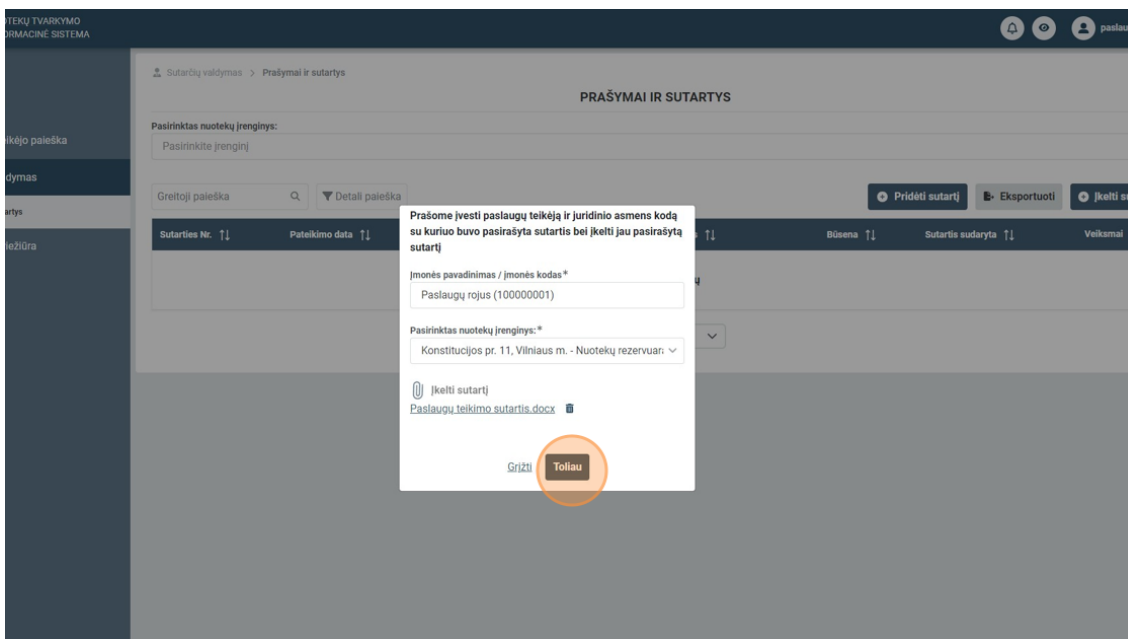 OTEKŲ TVARKYMO
ORMACINĖ SISTEMA
paslau
Sutarčių valdymas > Prašymai ir sutartys
PRAŠYMAI IR SUTARTYS
Pasirinktas nuotekų įrenginys:
Pasirinkite įrenginį
eikėjo paieška
dymas
artys
iežiūra
Greitoji paieška
Detali paieška
Pridėti sutartį
Eksportuoti
Įkelti su
Sutarties Nr.
Pateikimo data
Būsena
Sutartis sudaryta
Veiksmai
Prašome įvesti paslaugų teikėją ir juridinio asmens kodą
su kuriuo buvo pasirašyta sutartis bei įkelti jau pasirašytą
sutartį
Įmonės pavadinimas / įmonės kodas*
Paslaugų rojus (100000001)
Pasirinktas nuotekų įrenginys:*
Konstitucijos pr. 11, Vilniaus m. - Nuotekų rezervuara
Įkelti sutartį
Paslaugų teikimo sutartis.docx
Grįžti
Toliau